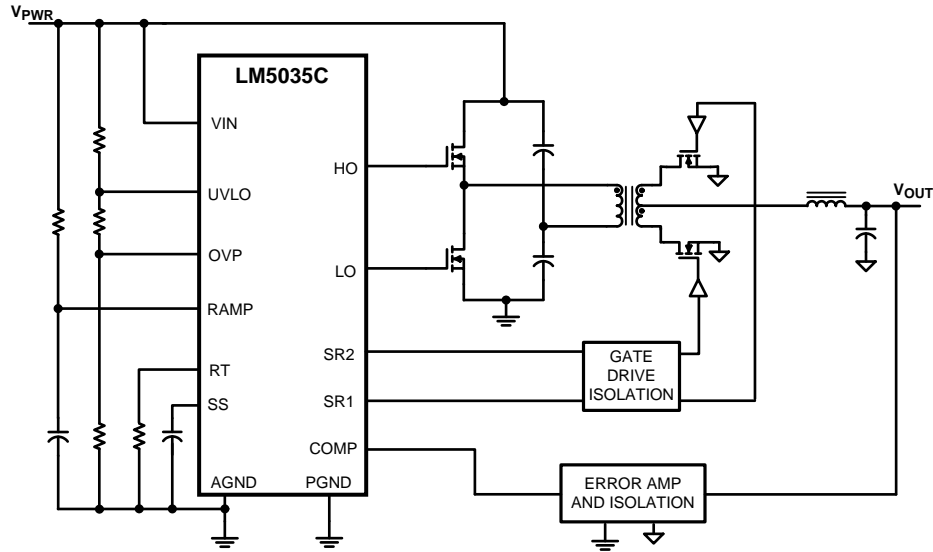 VPWR
LM5035C
VIN
HO
UVLO
VOUT
OVP
LO
RAMP
SR2
GATE
DRIVE
ISOLATION
RT
SS
SR1
COMP
AGND
PGND
ERROR AMP
AND ISOLATION